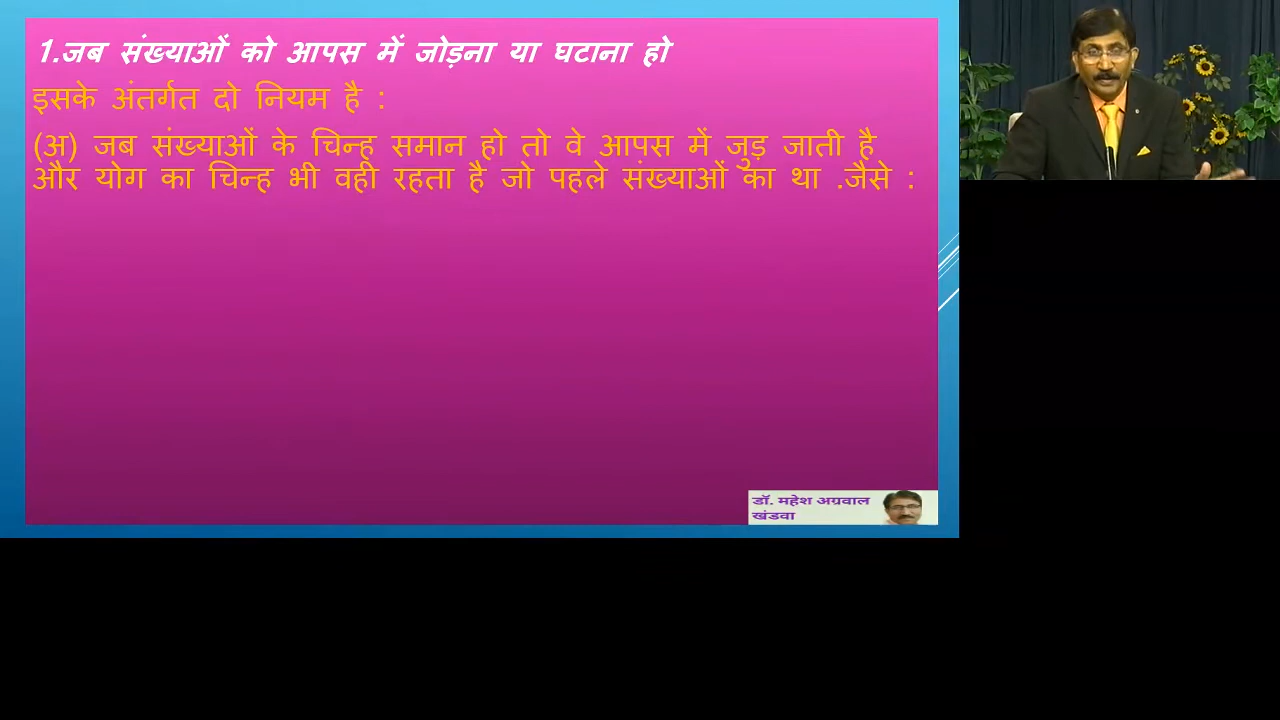 1.जब संख्याओं को आपस में जोड़ना या घटाना हो
इसके अंतर्गत दो नियम है :
(अ) जब संख्याओं के चिन्ह समान हो तो वे आपस में जुड़ जाती है
और योग का चिन्ह भी वही रहता है जो पहले संख्याओं का था .जैसे :
डॉ. महेश अग्रवाल
खंडवा